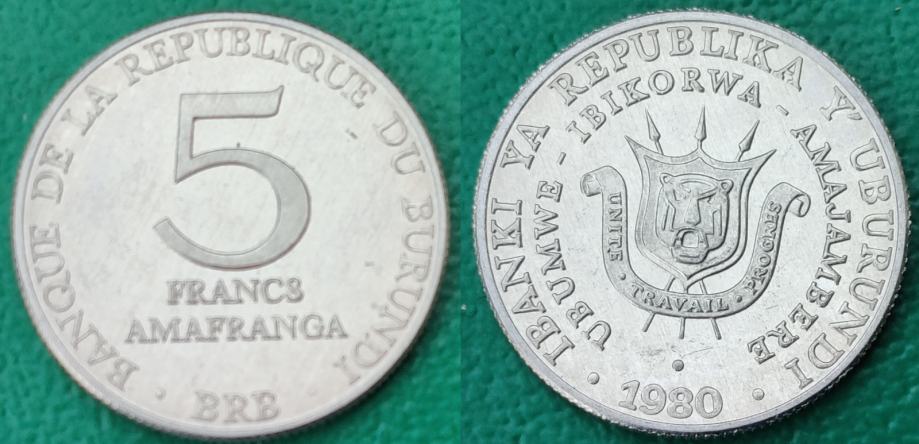 BANQUE DE LA REPUBLIQUE DU BURUNDI
5
FRANCS
AMAFRANGA
· BRB ·
IBANKI YA REPUBLIKA Y' UBURUNDI
UBUMWE - IBIKORWA - AMAJAMBERE
UNITE · TRAVAIL · PROGRES
· 1980 ·